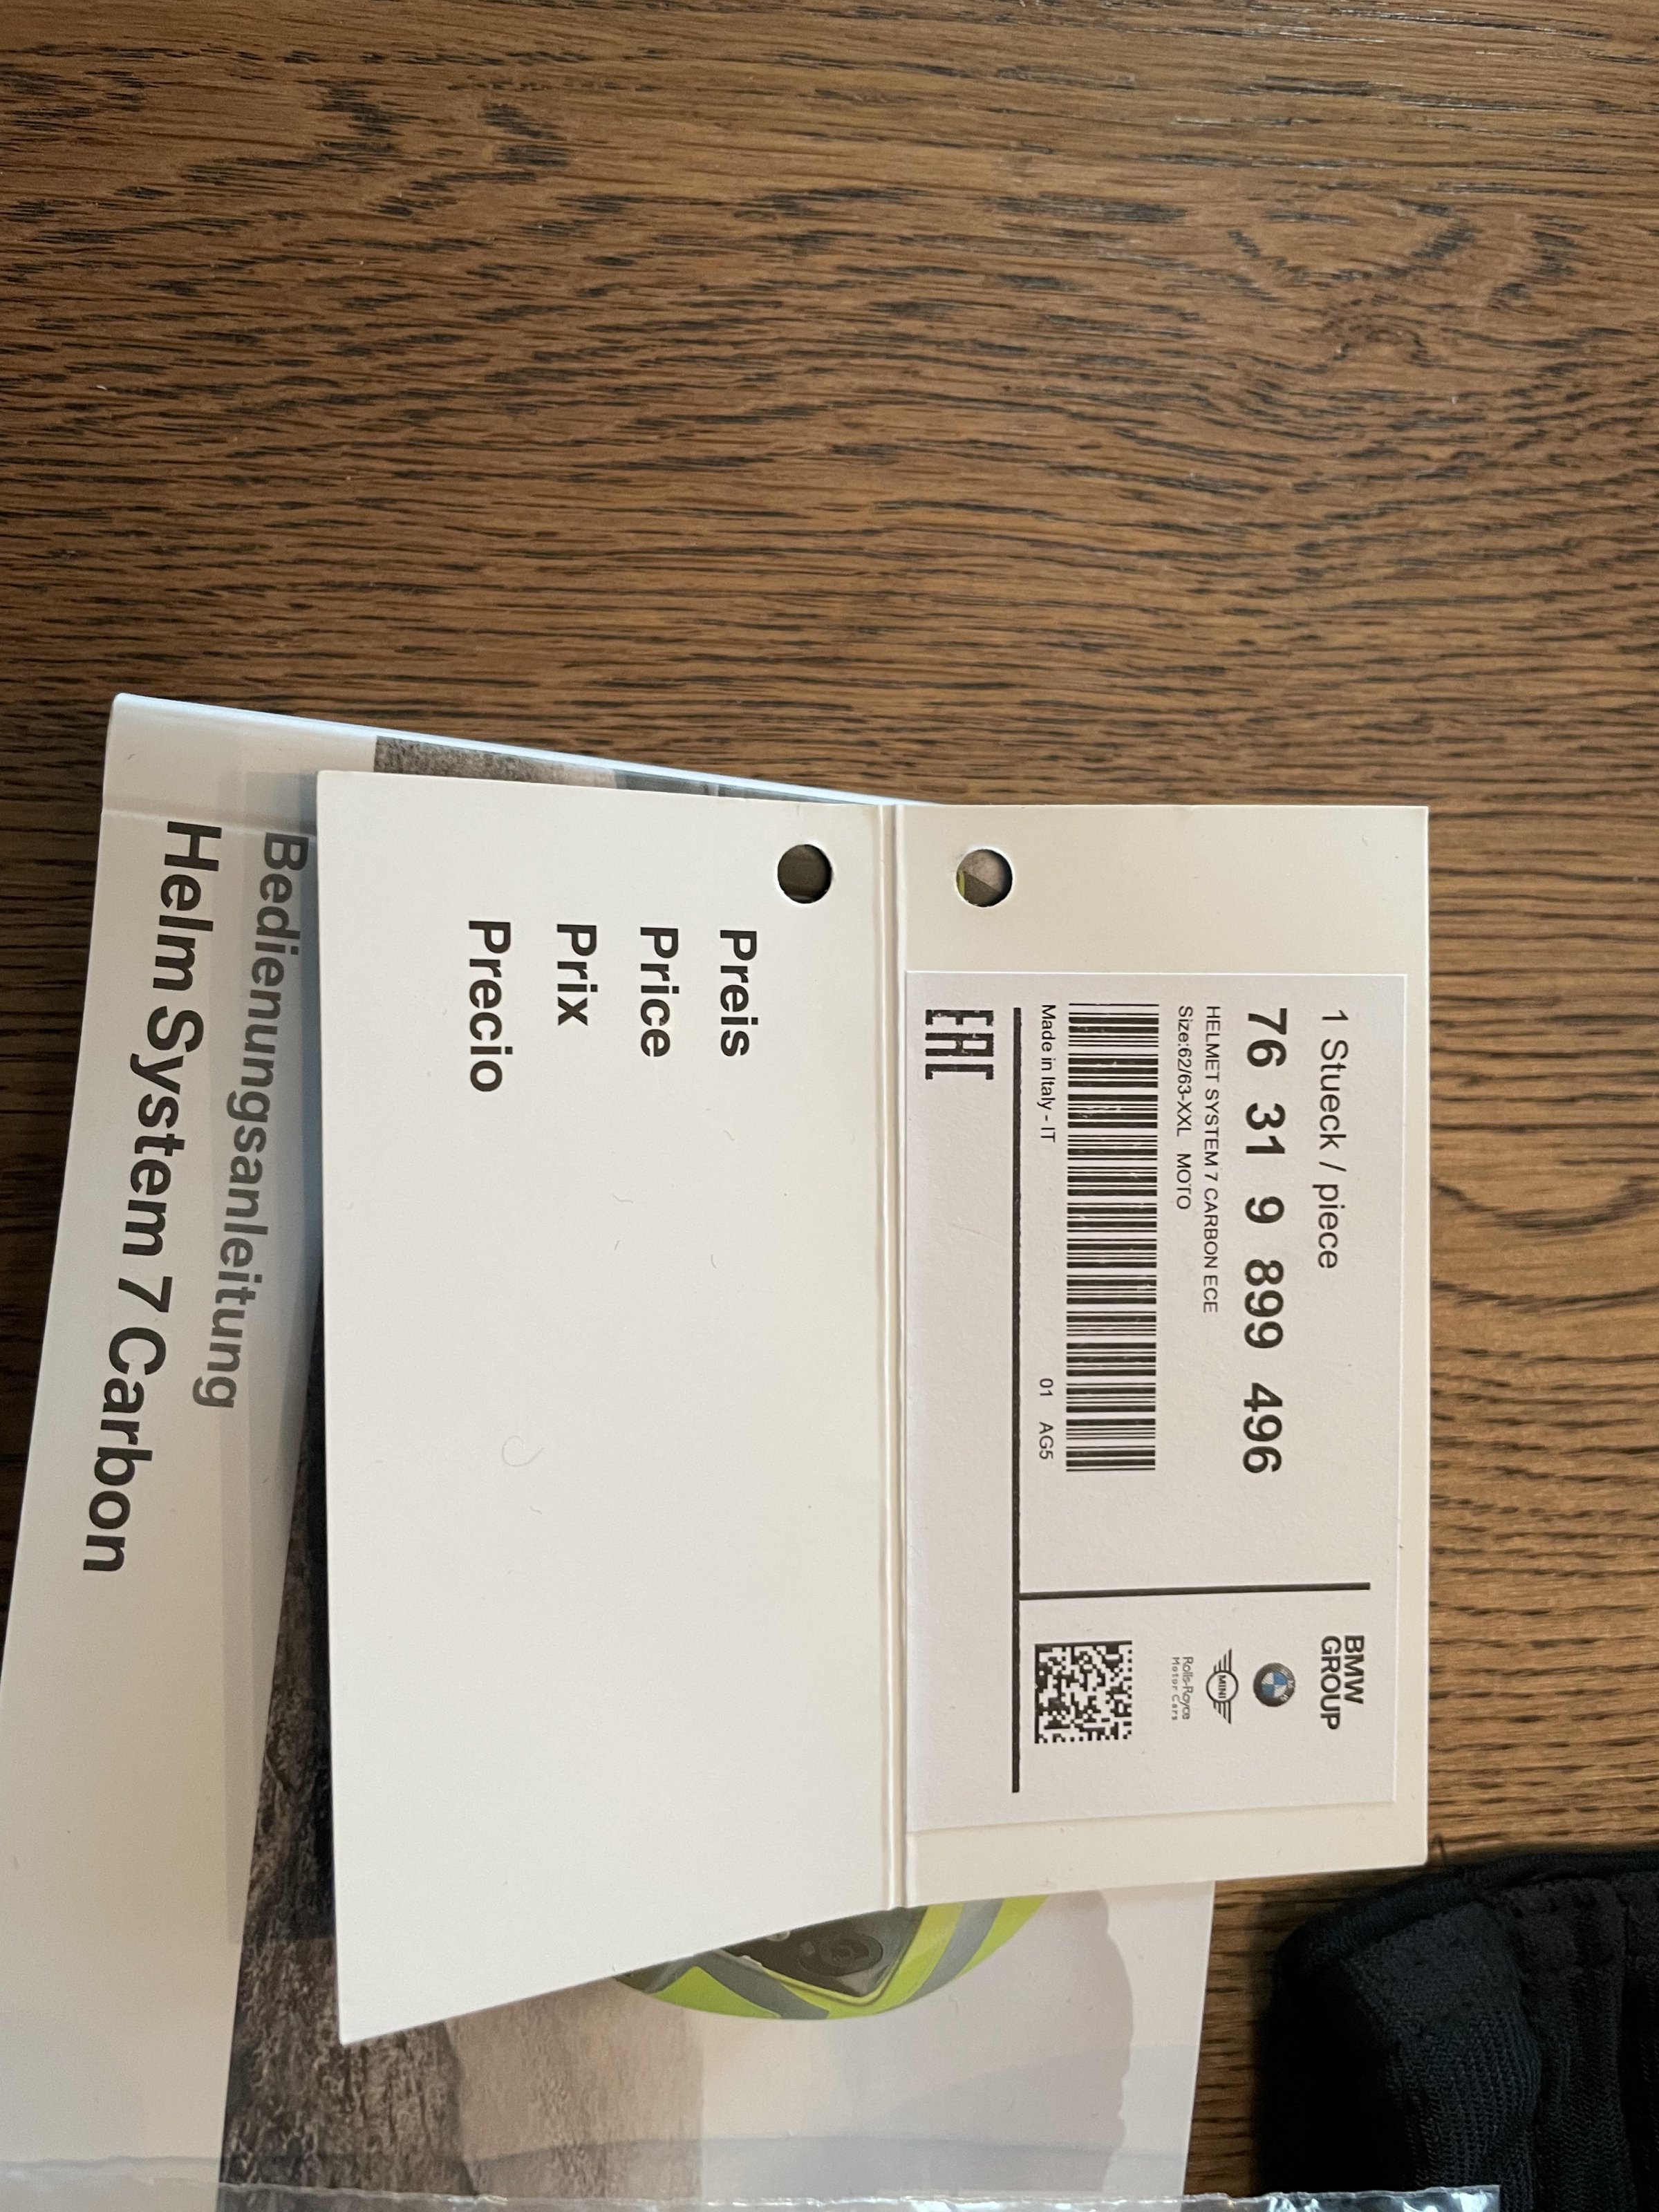 1 Stueck / piece
76 31 9 899 496
HELMET SYSTEM 7 CARBON ECE
Size:62/63-XXL MOTO
Made in Italy - IT
01 AG5
EAC
BMW
GROUP
MINI
Rolls-Royce
Motor Cars
Preis
Price
Prix
Precio
Bedienungsanleitung
Helm System 7 Carbon